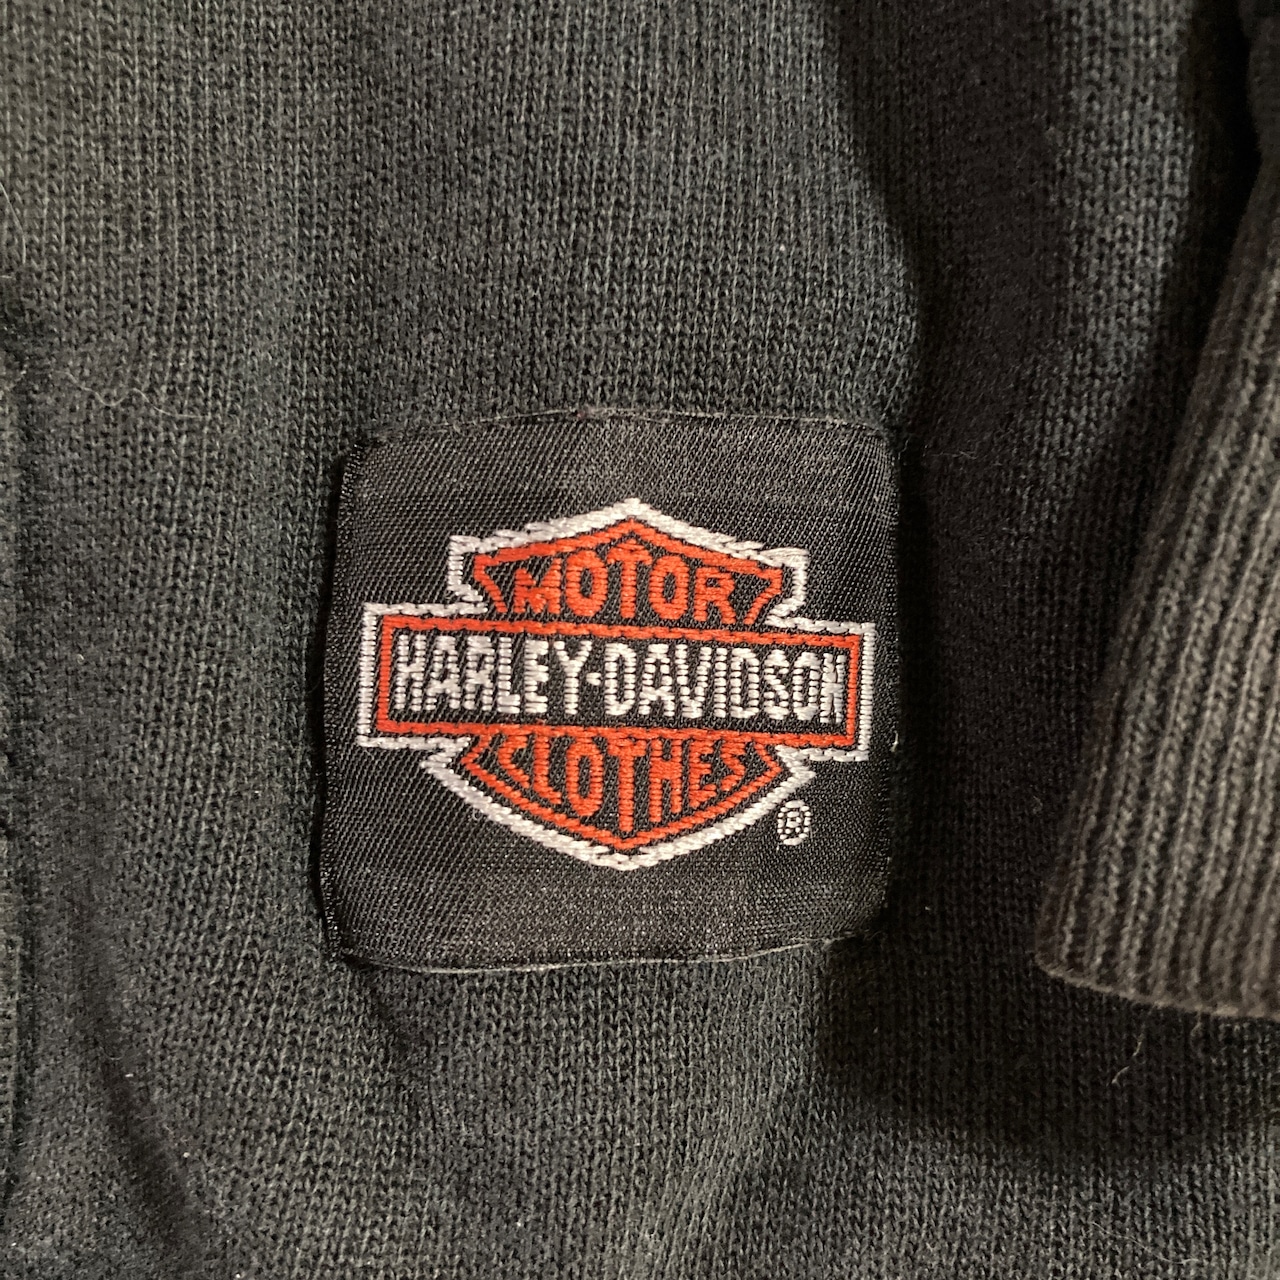 MOTOR
HARLEY-DAVIDSON
CLOTHES
®